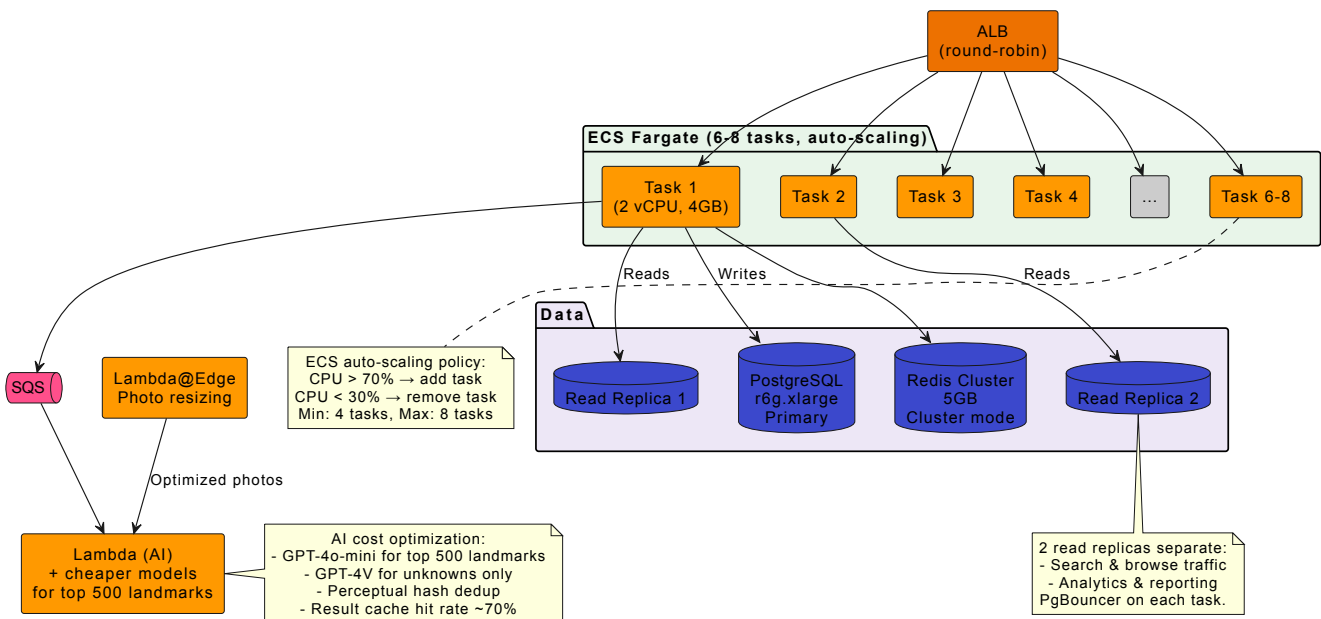 ALB
(round-robin)
ECS Fargate (6-8 tasks, auto-scaling)
Task 1
(2 vCPU, 4GB)
Task 2
Task 3
Task 4
...
Task 6-8
Reads
Writes
Reads
Data
Read Replica 1
PostgreSQL
r6g.xlarge
Primary
Redis Cluster
5GB
Cluster mode
Read Replica 2
ECS auto-scaling policy:
CPU > 70% → add task
CPU < 30% → remove task
Min: 4 tasks, Max: 8 tasks
SQS
Lambda@Edge
Photo resizing
Optimized photos
Lambda (AI)
+ cheaper models
for top 500 landmarks
AI cost optimization:
- GPT-4o-mini for top 500 landmarks
- GPT-4V for unknowns only
- Perceptual hash dedup
- Result cache hit rate ~70%
2 read replicas separate:
- Search & browse traffic
- Analytics & reporting
PgBouncer on each task.